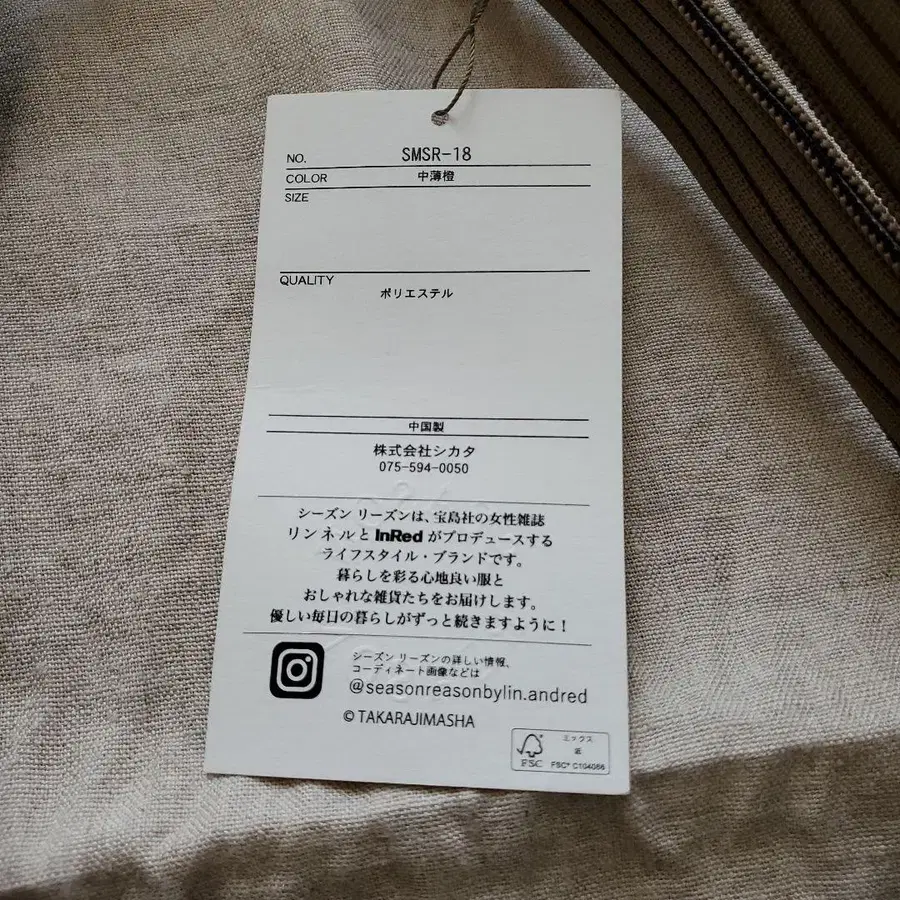 NO. SMSR-18
COLOR 中薄橙
SIZE
QUALITY
ポリエステル
中国製
株式会社シカタ
075-594-0050
シーズン リーズンは、宝島社の女性雑誌
リンネルと InRed がプロデュースする
ライフスタイル・ブランドです。
暮らしを彩る心地良い服と
おしゃれな雑貨たちをお届けします。
優しい毎日の暮らしがずっと続きますように！
シーズン リーズンの詳しい情報、
コーディネート画像などは
@seasonreasonbylin.andred
© TAKARAJIMASHA
ミックス
紙
FSC
FSC® C104086